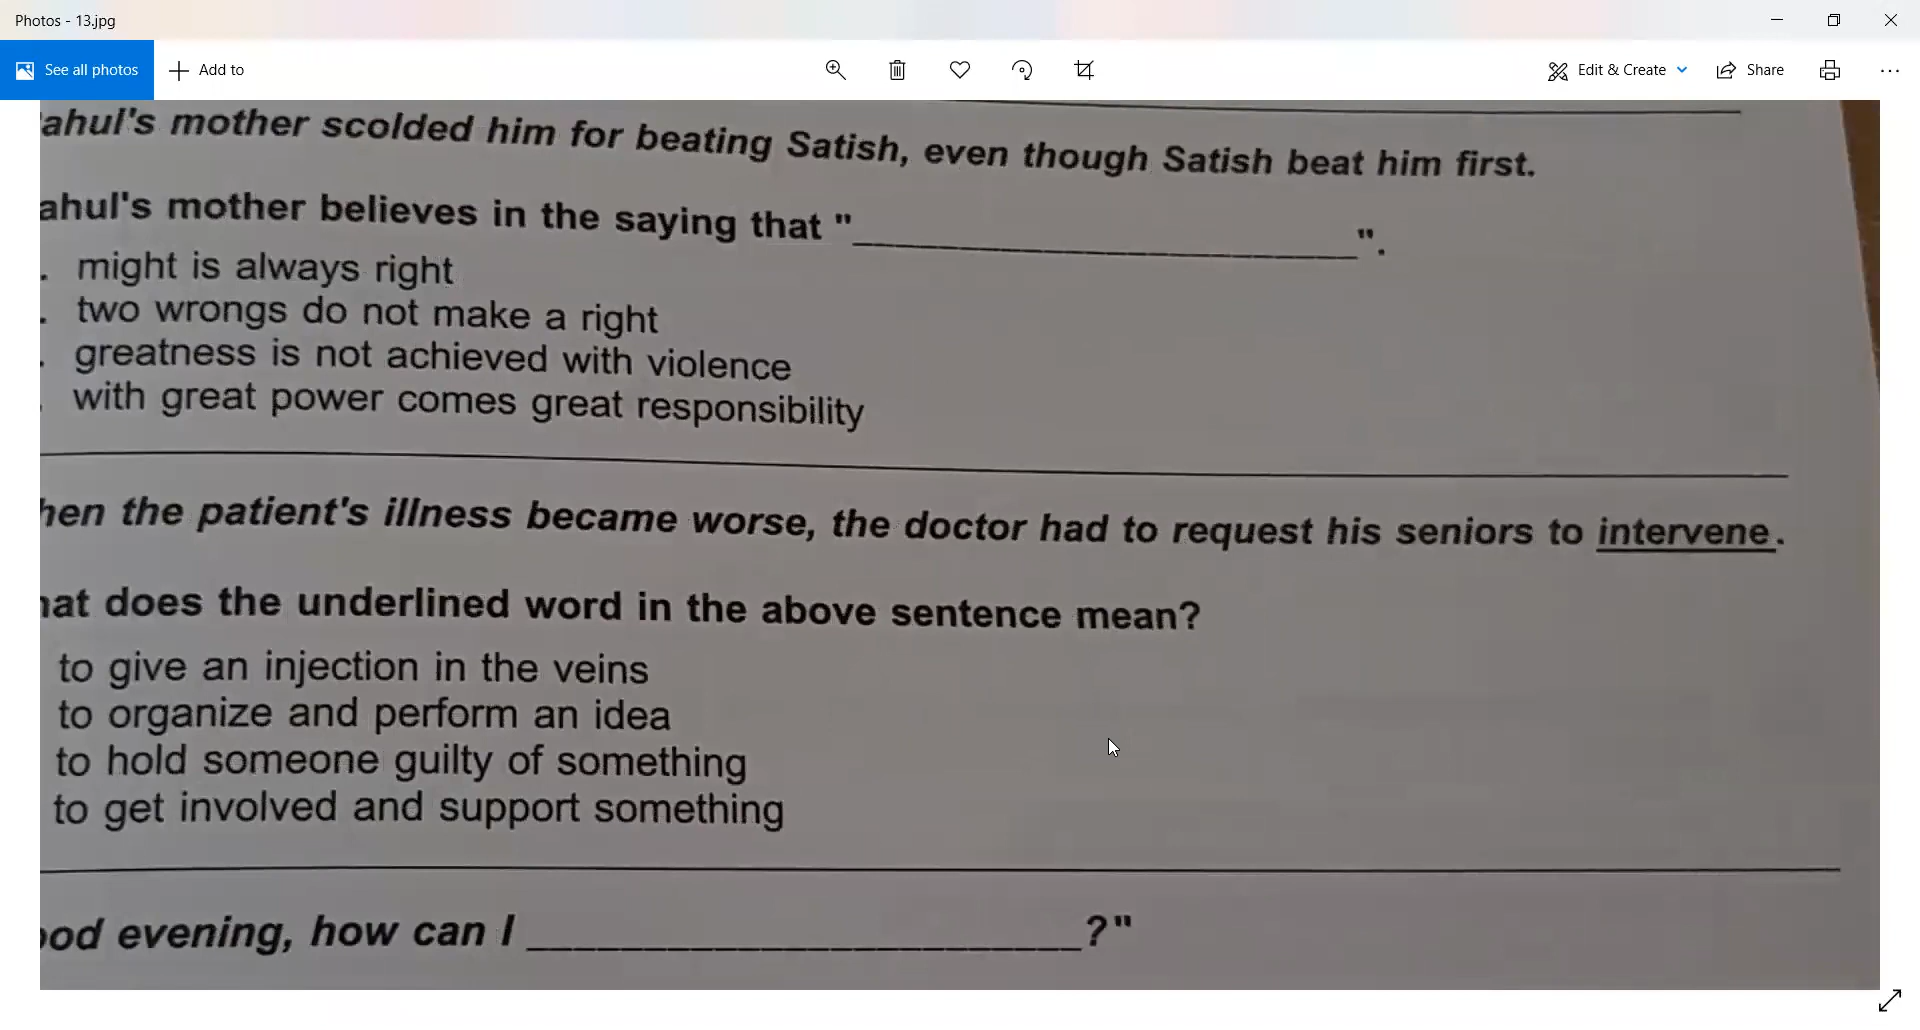 Photos - 13.jpg
See all photos
Add to
Edit & Create
Share
ahul's mother scolded him for beating Satish, even though Satish beat him first.
ahul's mother believes in the saying that "____________________".
. might is always right
. two wrongs do not make a right
. greatness is not achieved with violence
. with great power comes great responsibility
hen the patient's illness became worse, the doctor had to request his seniors to intervene.
hat does the underlined word in the above sentence mean?
to give an injection in the veins
to organize and perform an idea
to hold someone guilty of something
to get involved and support something
ood evening, how can I ____________________?"